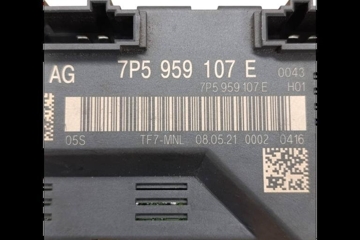 AG 7P5 959 107 E 0043
7P5 959 107 E H01
05S TF7-MNL 08.05.21 0002 0416